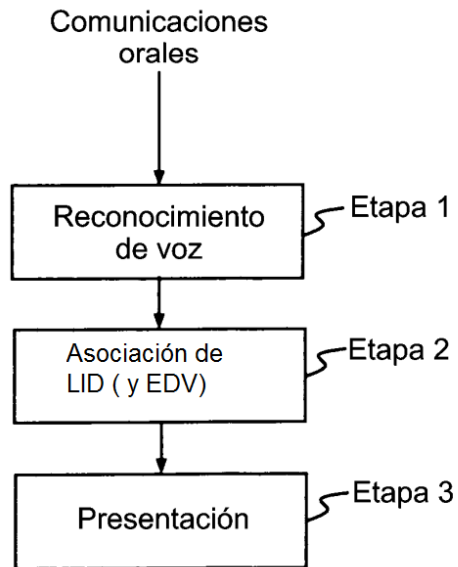 Comunicaciones
orales
Reconocimiento
de voz
Etapa 1
Asociación de
LID ( y EDV)
Etapa 2
Presentación
Etapa 3